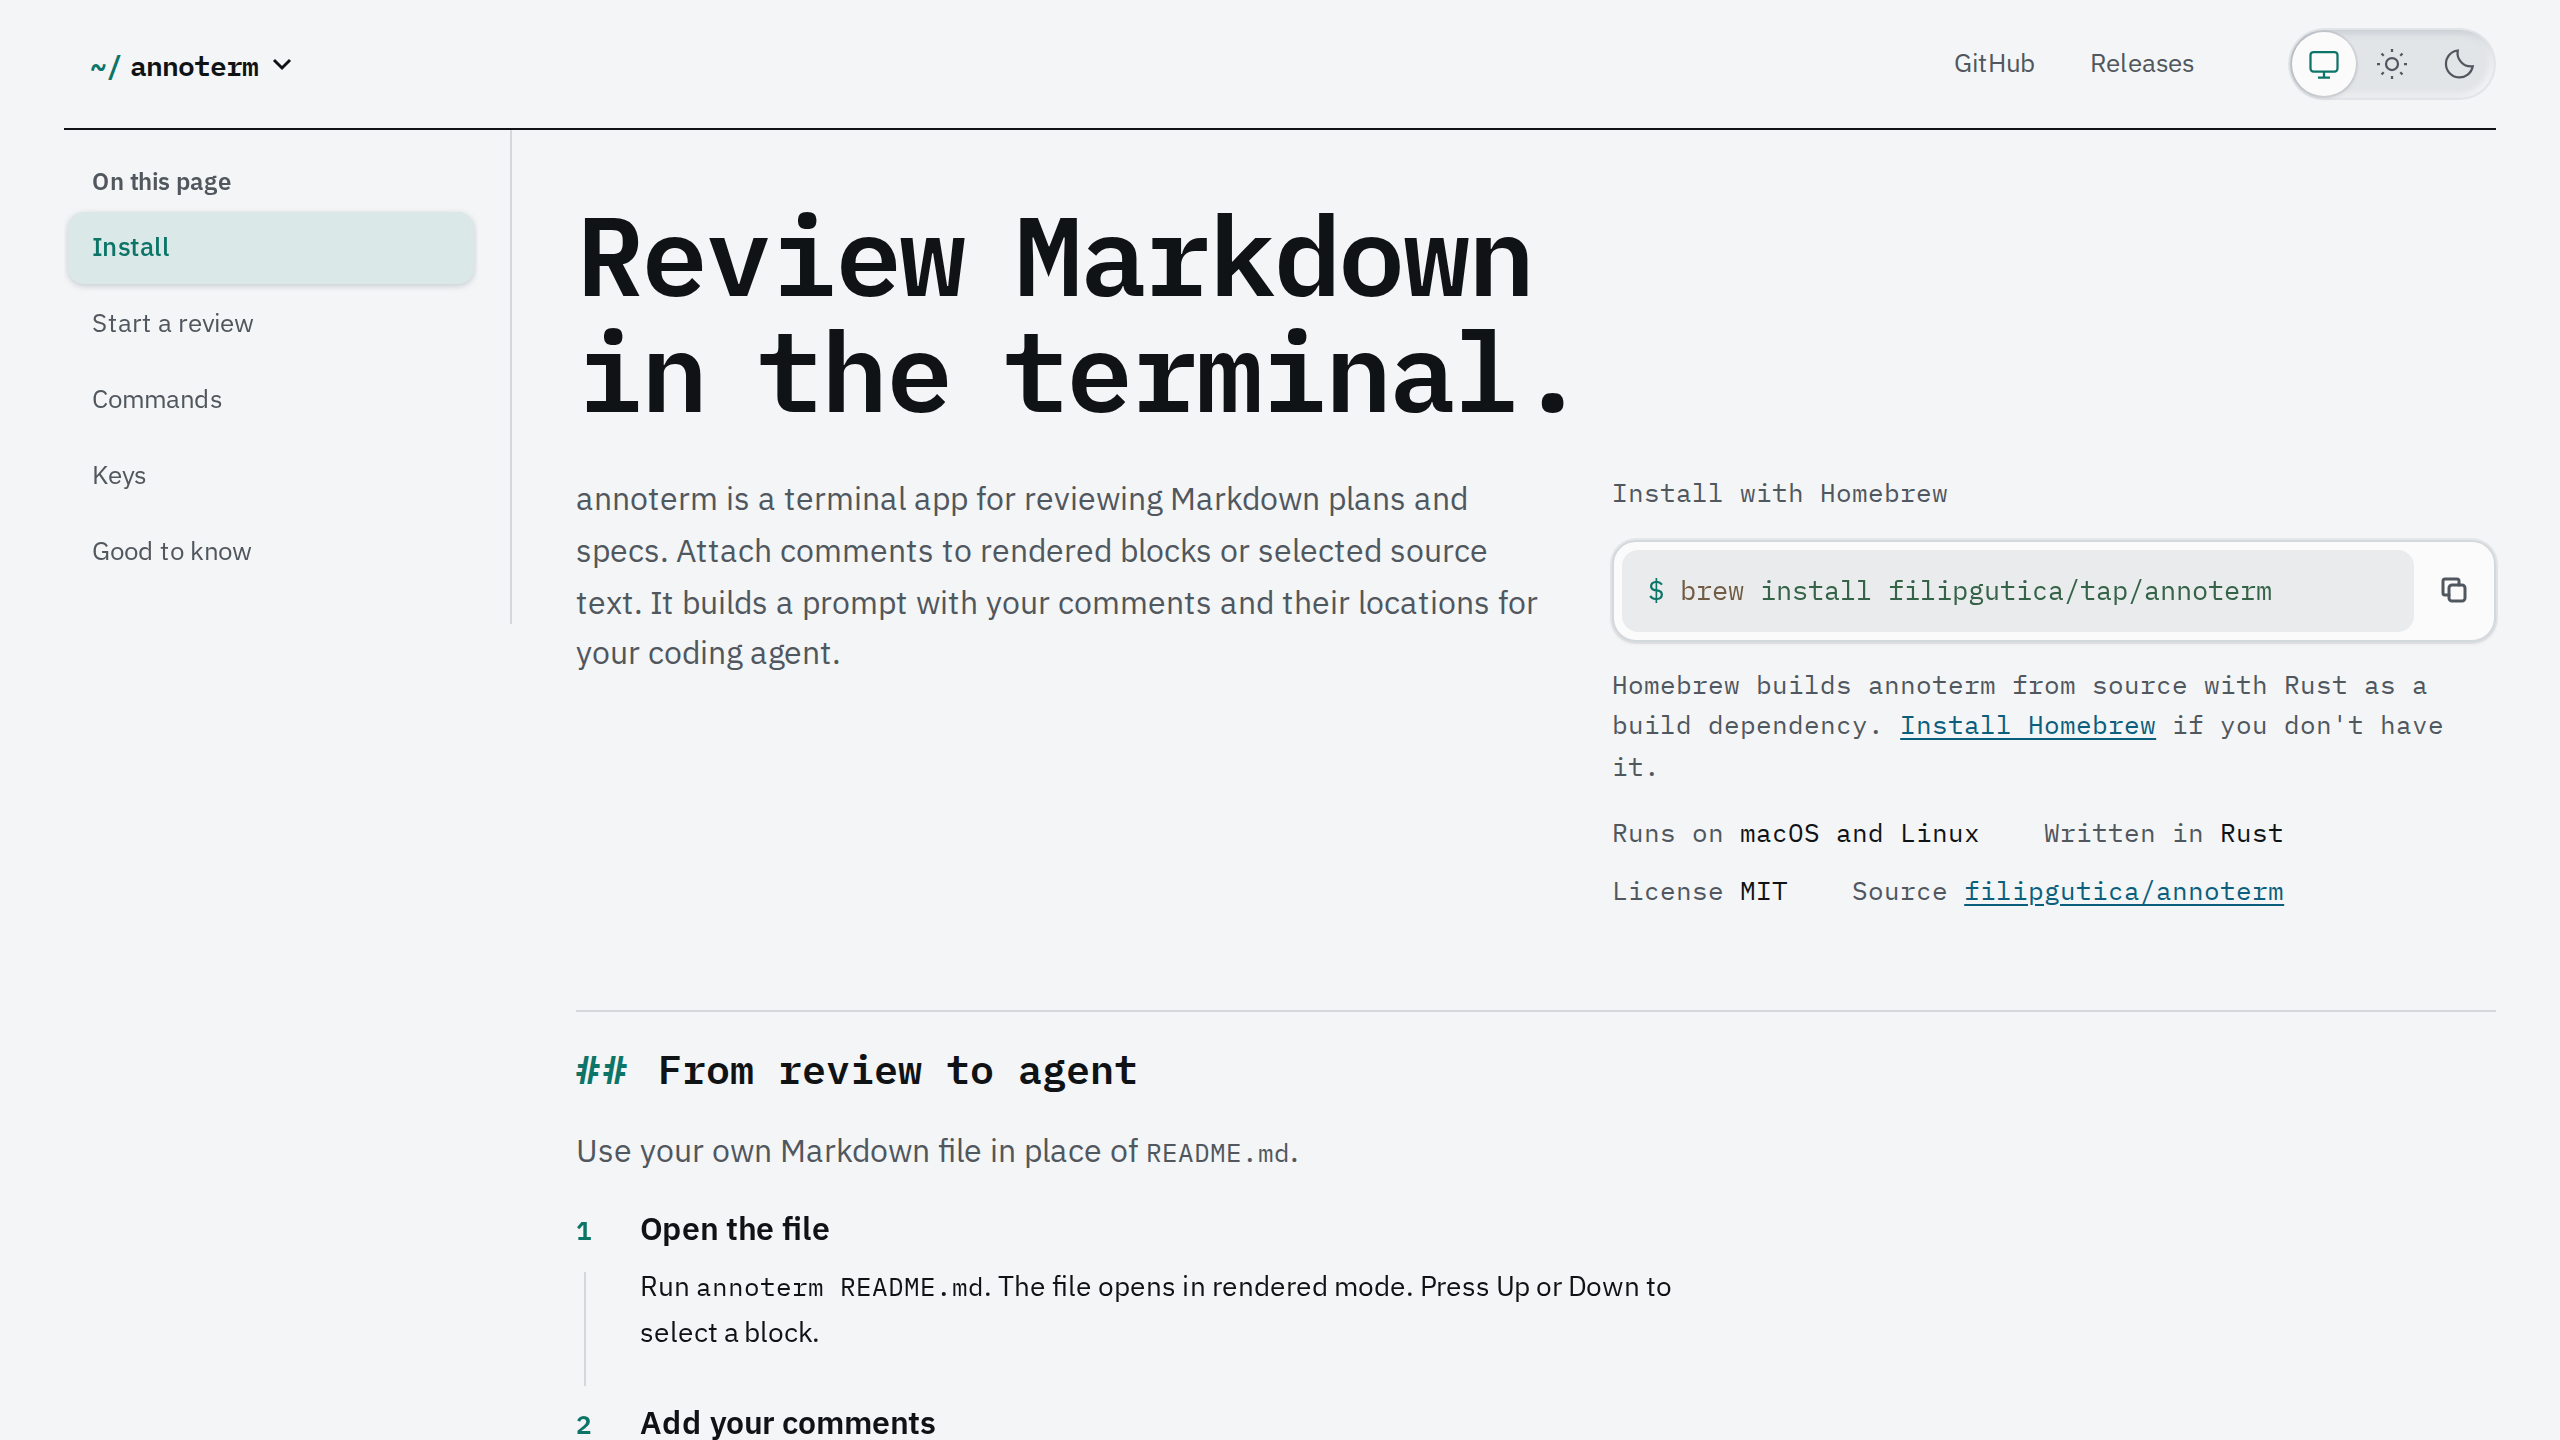 ~/ annoterm
GitHub
Releases
On this page
Install
Start a review
Commands
Keys
Good to know
Review Markdown
in the terminal.
annoterm is a terminal app for reviewing Markdown plans and
specs. Attach comments to rendered blocks or selected source
text. It builds a prompt with your comments and their locations for
your coding agent.
Install with Homebrew
$ brew install filipgutica/tap/annoterm
Homebrew builds annoterm from source with Rust as a
build dependency. Install Homebrew if you don't have
it.
Runs on macOS and Linux Written in Rust
License MIT Source filipgutica/annoterm
## From review to agent
Use your own Markdown file in place of README.md.
1 Open the file
Run annoterm README.md. The file opens in rendered mode. Press Up or Down to
select a block.
2 Add your comments